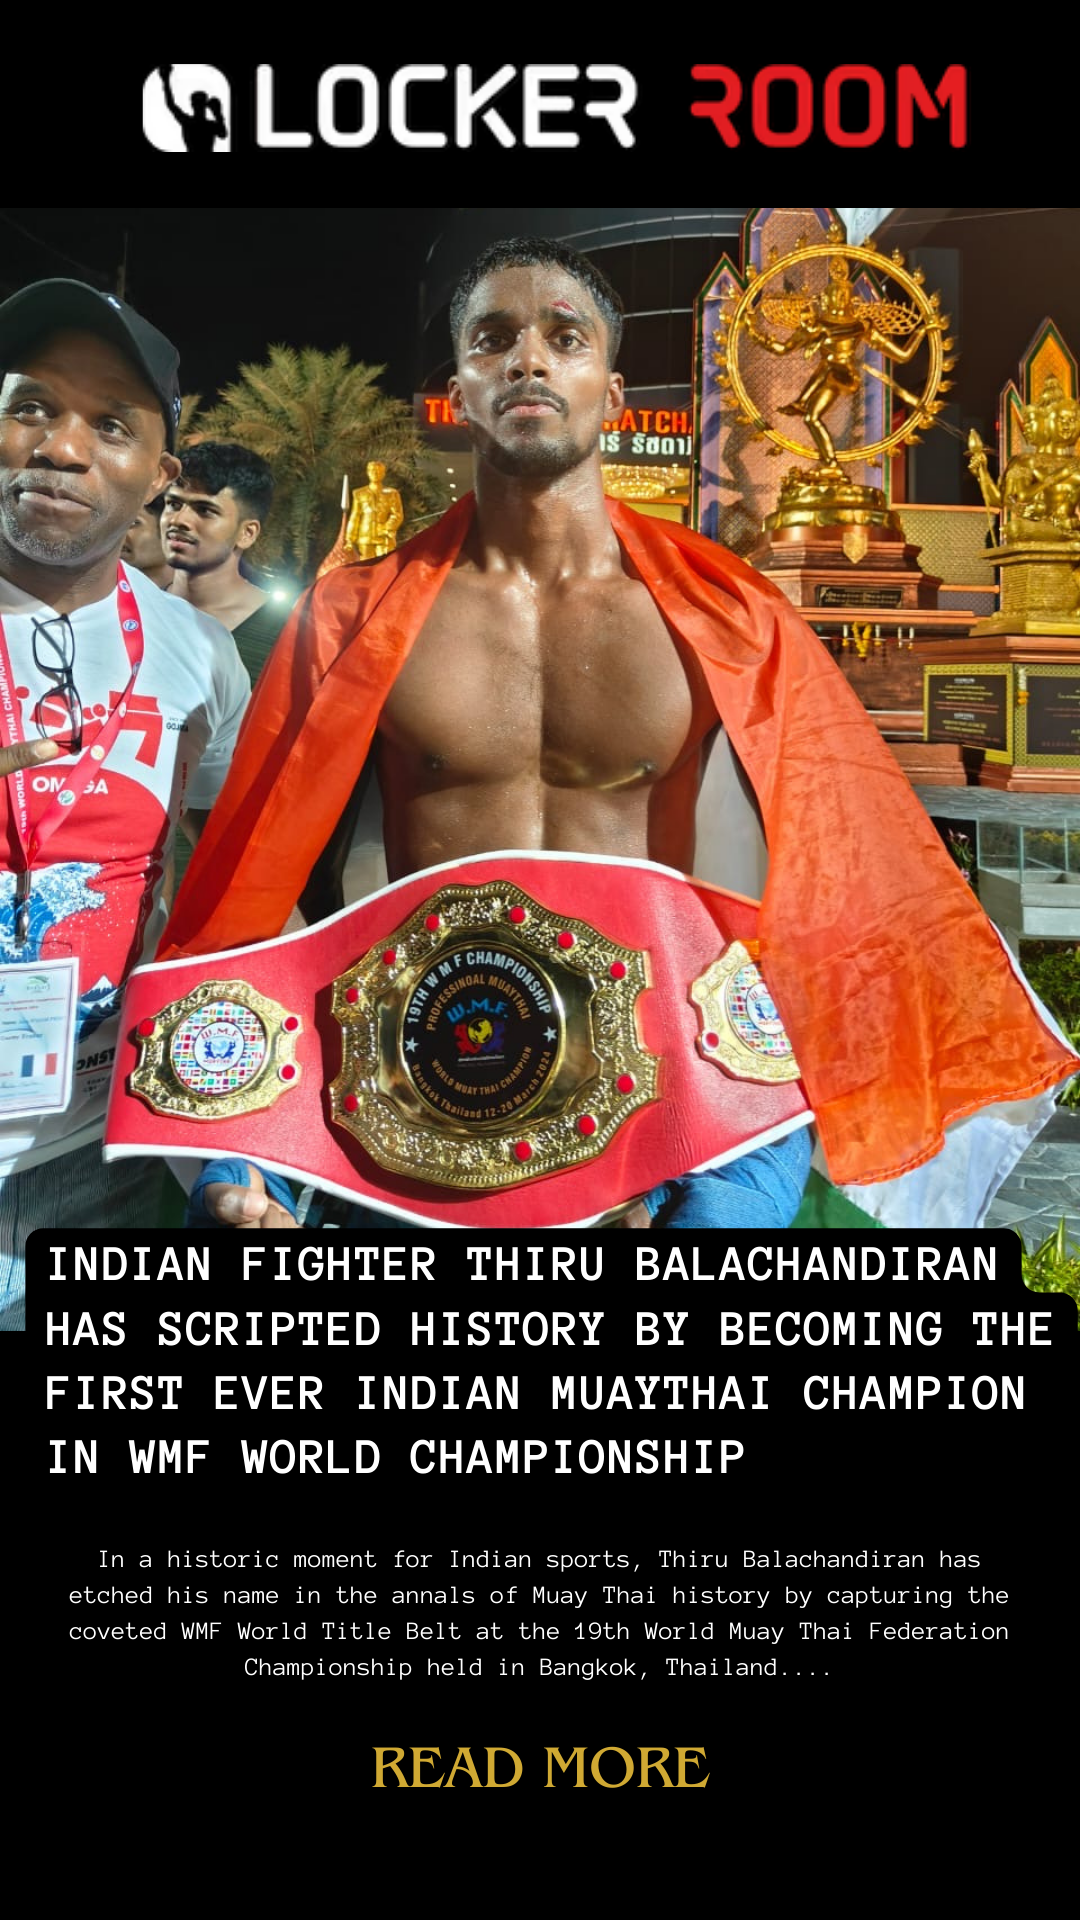 LOCKER ROOM
MATCHA
OMEGA
19TH W M F CHAMPIONSHIP
PROFESSINOAL MUAYTHAI
W.M.F.
WORLD MUAY THAI CHAMPION
Bangkok Thailand 12-20 March 2024
W.M.F.
INDIAN FIGHTER THIRU BALACHANDIRAN
HAS SCRIPTED HISTORY BY BECOMING THE
FIRST EVER INDIAN MUAYTHAI CHAMPION
IN WMF WORLD CHAMPIONSHIP
In a historic moment for Indian sports, Thiru Balachandiran has
etched his name in the annals of Muay Thai history by capturing the
coveted WMF World Title Belt at the 19th World Muay Thai Federation
Championship held in Bangkok, Thailand....
READ MORE